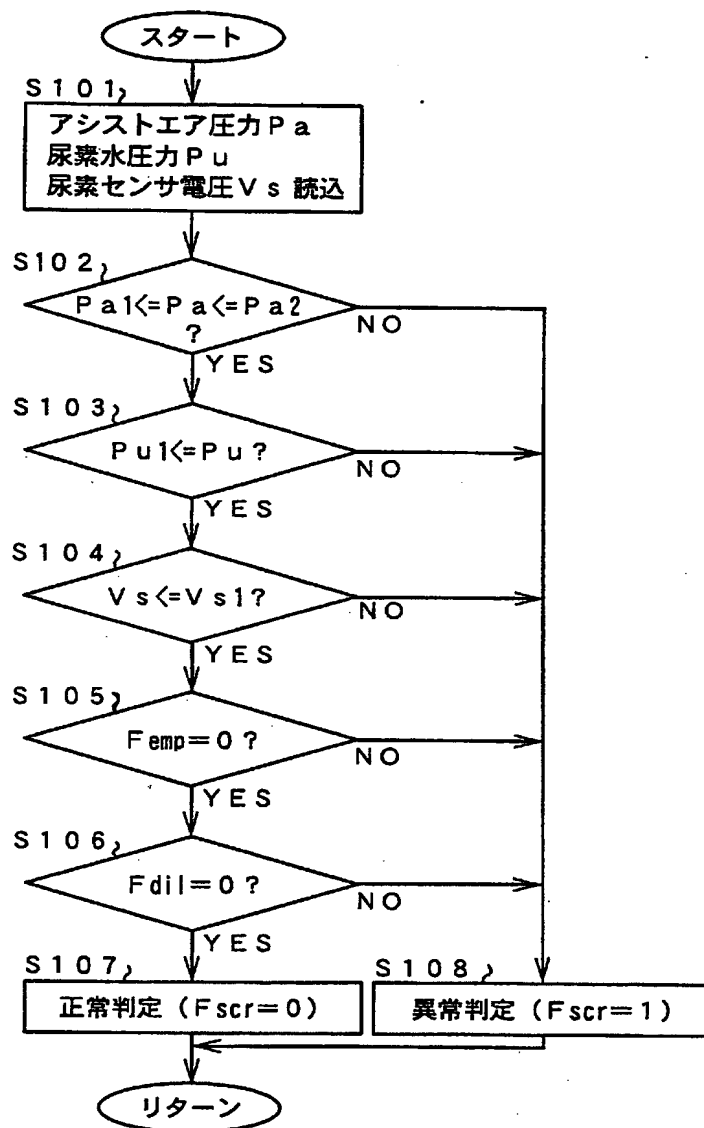 スタート
S101
アシストエア圧力Pa
尿素水圧力Pu
尿素センサ電圧Vs 読込
S102
Pa1<=Pa<=Pa2
?
NO
YES
S103
Pu1<=Pu?
NO
YES
S104
Vs<=Vs1?
NO
YES
S105
Femp=0?
NO
YES
S106
Fdil=0?
NO
YES
S107
正常判定(Fscr=0)
S108
異常判定(Fscr=1)
リターン